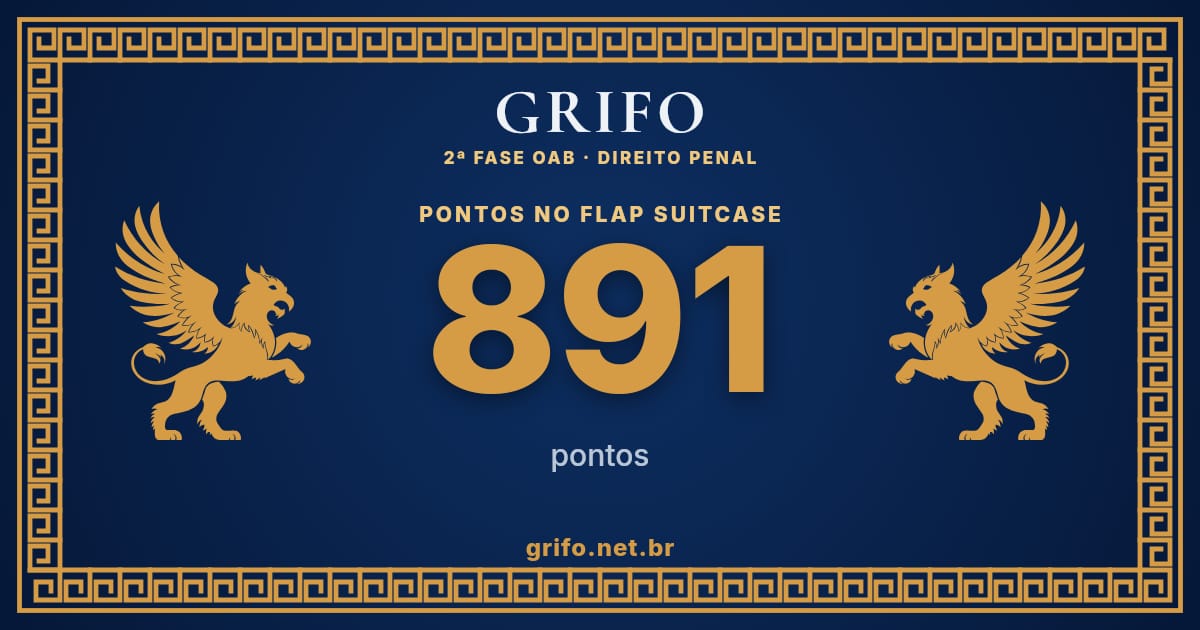 GRIFO
2ª FASE OAB · DIREITO PENAL
PONTOS NO FLAP SUITCASE
891
pontos
grifo.net.br